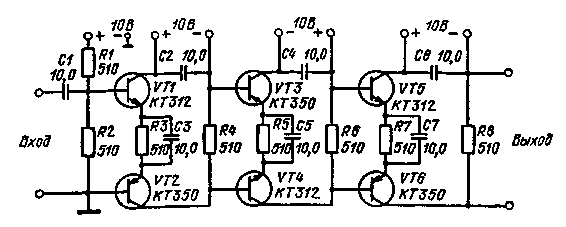 + 10В -
+ 10В -
- 10В +
+ 10В -
C1
10,0
R1
510
C2 10,0
C4 10,0
C6 10,0
VT1
КТ312
VT3
КТ350
VT5
КТ312
Вход
R2
510
R3
510
C3
10,0
R4
510
R5
510
C5
10,0
R6
510
R7
510
C7
10,0
R8
510
Выход
VT2
КТ350
VT4
КТ312
VT6
КТ350